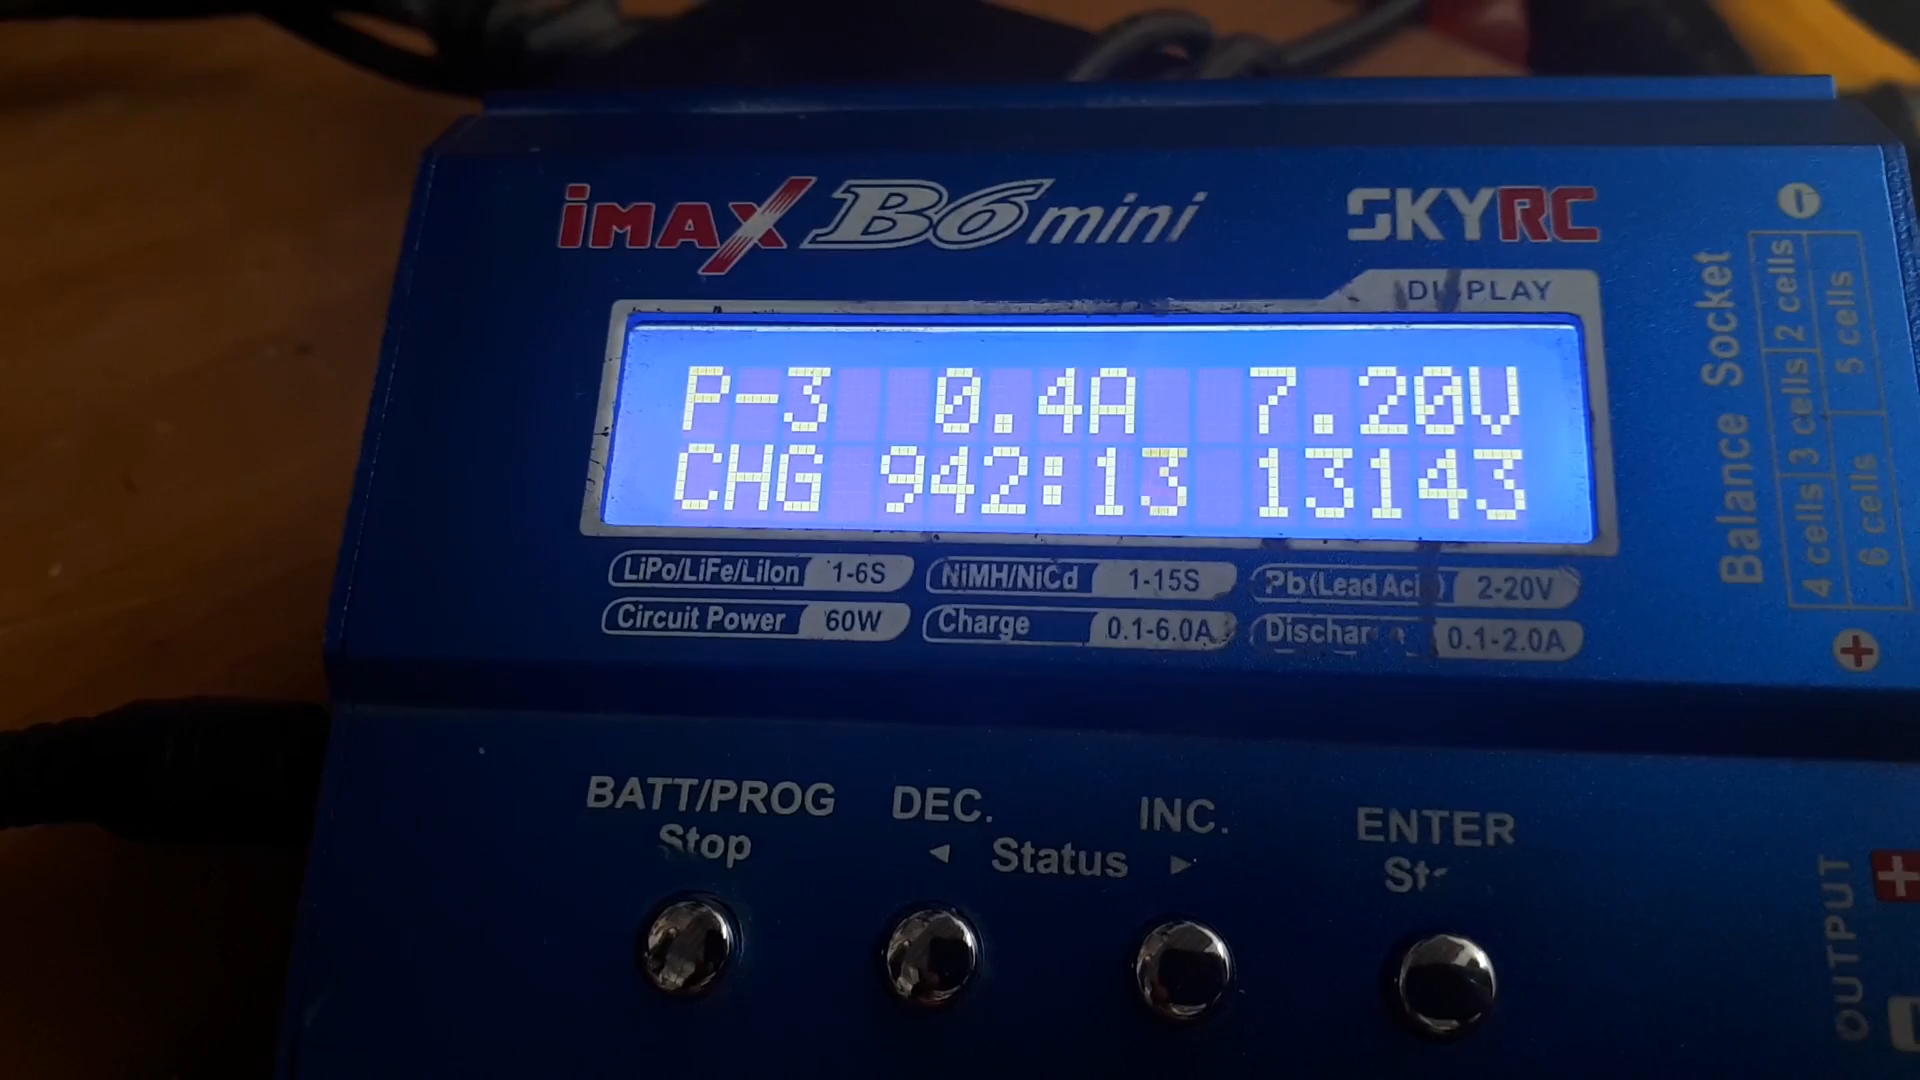 iMAX B6 mini SKYRC
DISPLAY
P-3 0.4A 7.20V
CHG 942:13 13143
LiPo/LiFe/LiIon 1-6S NiMH/NiCd 1-15S Pb(Lead Acid) 2-20V
Circuit Power 60W Charge 0.1-6.0A 0.1-2.0A
Balance Socket
2 cells
3 cells
4 cells
5 cells
6 cells
BATT/PROG DEC. INC. ENTER
Stop ◄ Status ►
OUTPUT